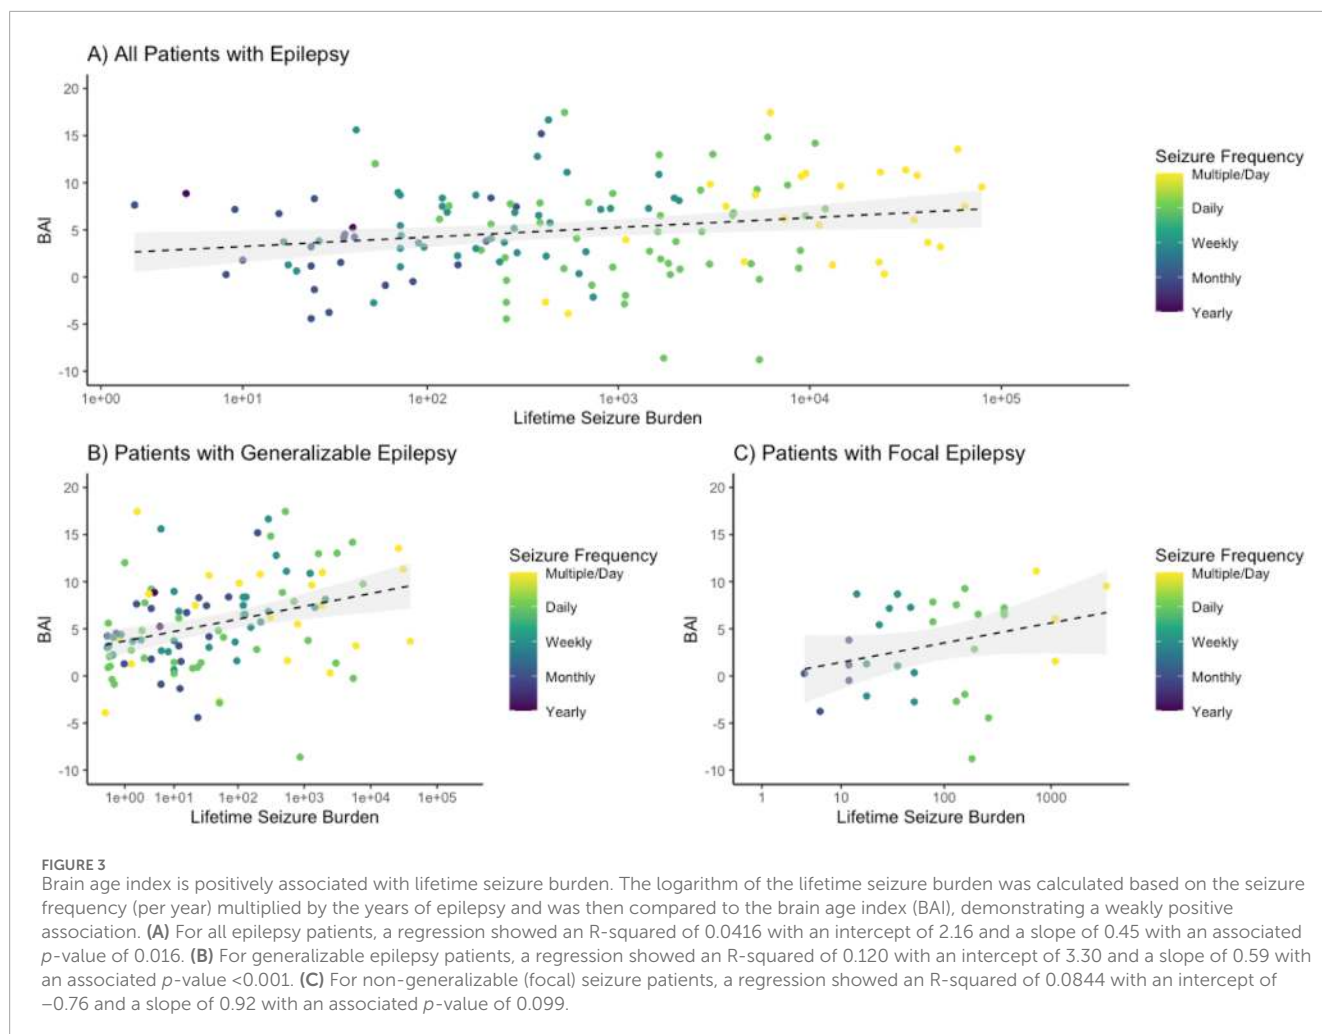 A) All Patients with Epilepsy
20
15
10
5
0
-5
-10
BAI
1e+00 1e+01 1e+02 1e+03 1e+04 1e+05
Lifetime Seizure Burden
Seizure Frequency
Multiple/Day
Daily
Weekly
Monthly
Yearly
B) Patients with Generalizable Epilepsy
20
15
10
5
0
-5
-10
BAI
1e+00 1e+01 1e+02 1e+03 1e+04 1e+05
Lifetime Seizure Burden
Seizure Frequency
Multiple/Day
Daily
Weekly
Monthly
Yearly
C) Patients with Focal Epilepsy
20
15
10
5
0
-5
-10
BAI
1 10 100 1000
Lifetime Seizure Burden
Seizure Frequency
Multiple/Day
Daily
Weekly
Monthly
Yearly
FIGURE 3
Brain age index is positively associated with lifetime seizure burden. The logarithm of the lifetime seizure burden was calculated based on the seizure
frequency (per year) multiplied by the years of epilepsy and was then compared to the brain age index (BAI), demonstrating a weakly positive
association. (A) For all epilepsy patients, a regression showed an R-squared of 0.0416 with an intercept of 2.16 and a slope of 0.45 with an associated
p-value of 0.016. (B) For generalizable epilepsy patients, a regression showed an R-squared of 0.120 with an intercept of 3.30 and a slope of 0.59 with
an associated p-value <0.001. (C) For non-generalizable (focal) seizure patients, a regression showed an R-squared of 0.0844 with an intercept of
−0.76 and a slope of 0.92 with an associated p-value of 0.099.